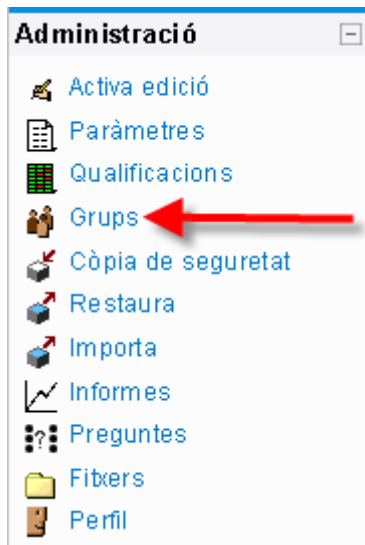 Administració
Activa edició
Paràmetres
Qualificacions
Grups
Còpia de seguretat
Restaura
Importa
Informes
Preguntes
Fitxers
Perfil